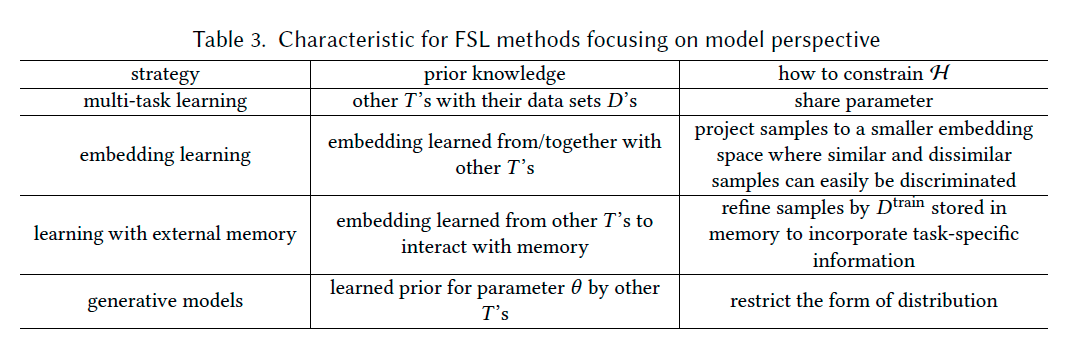 Table 3. Characteristic for FSL methods focusing on model perspective
strategy
prior knowledge
how to constrain ℋ
multi-task learning
other T's with their data sets D's
share parameter
embedding learning
embedding learned from/together with
other T's
project samples to a smaller embedding
space where similar and dissimilar
samples can easily be discriminated
learning with external memory
embedding learned from other T's to
interact with memory
refine samples by D^train stored in
memory to incorporate task-specific
information
generative models
learned prior for parameter θ by other
T's
restrict the form of distribution